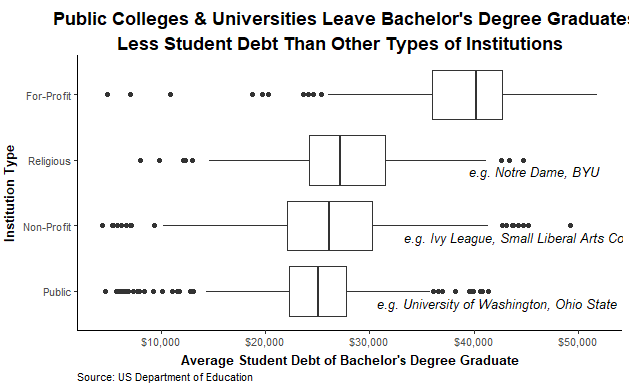 Public Colleges & Universities Leave Bachelor's Degree Graduates
Less Student Debt Than Other Types of Institutions
Institution Type
For-Profit
Religious
e.g. Notre Dame, BYU
Non-Profit
e.g. Ivy League, Small Liberal Arts Co
Public
e.g. University of Washington, Ohio State
$10,000 $20,000 $30,000 $40,000 $50,000
Average Student Debt of Bachelor's Degree Graduate
Source: US Department of Education